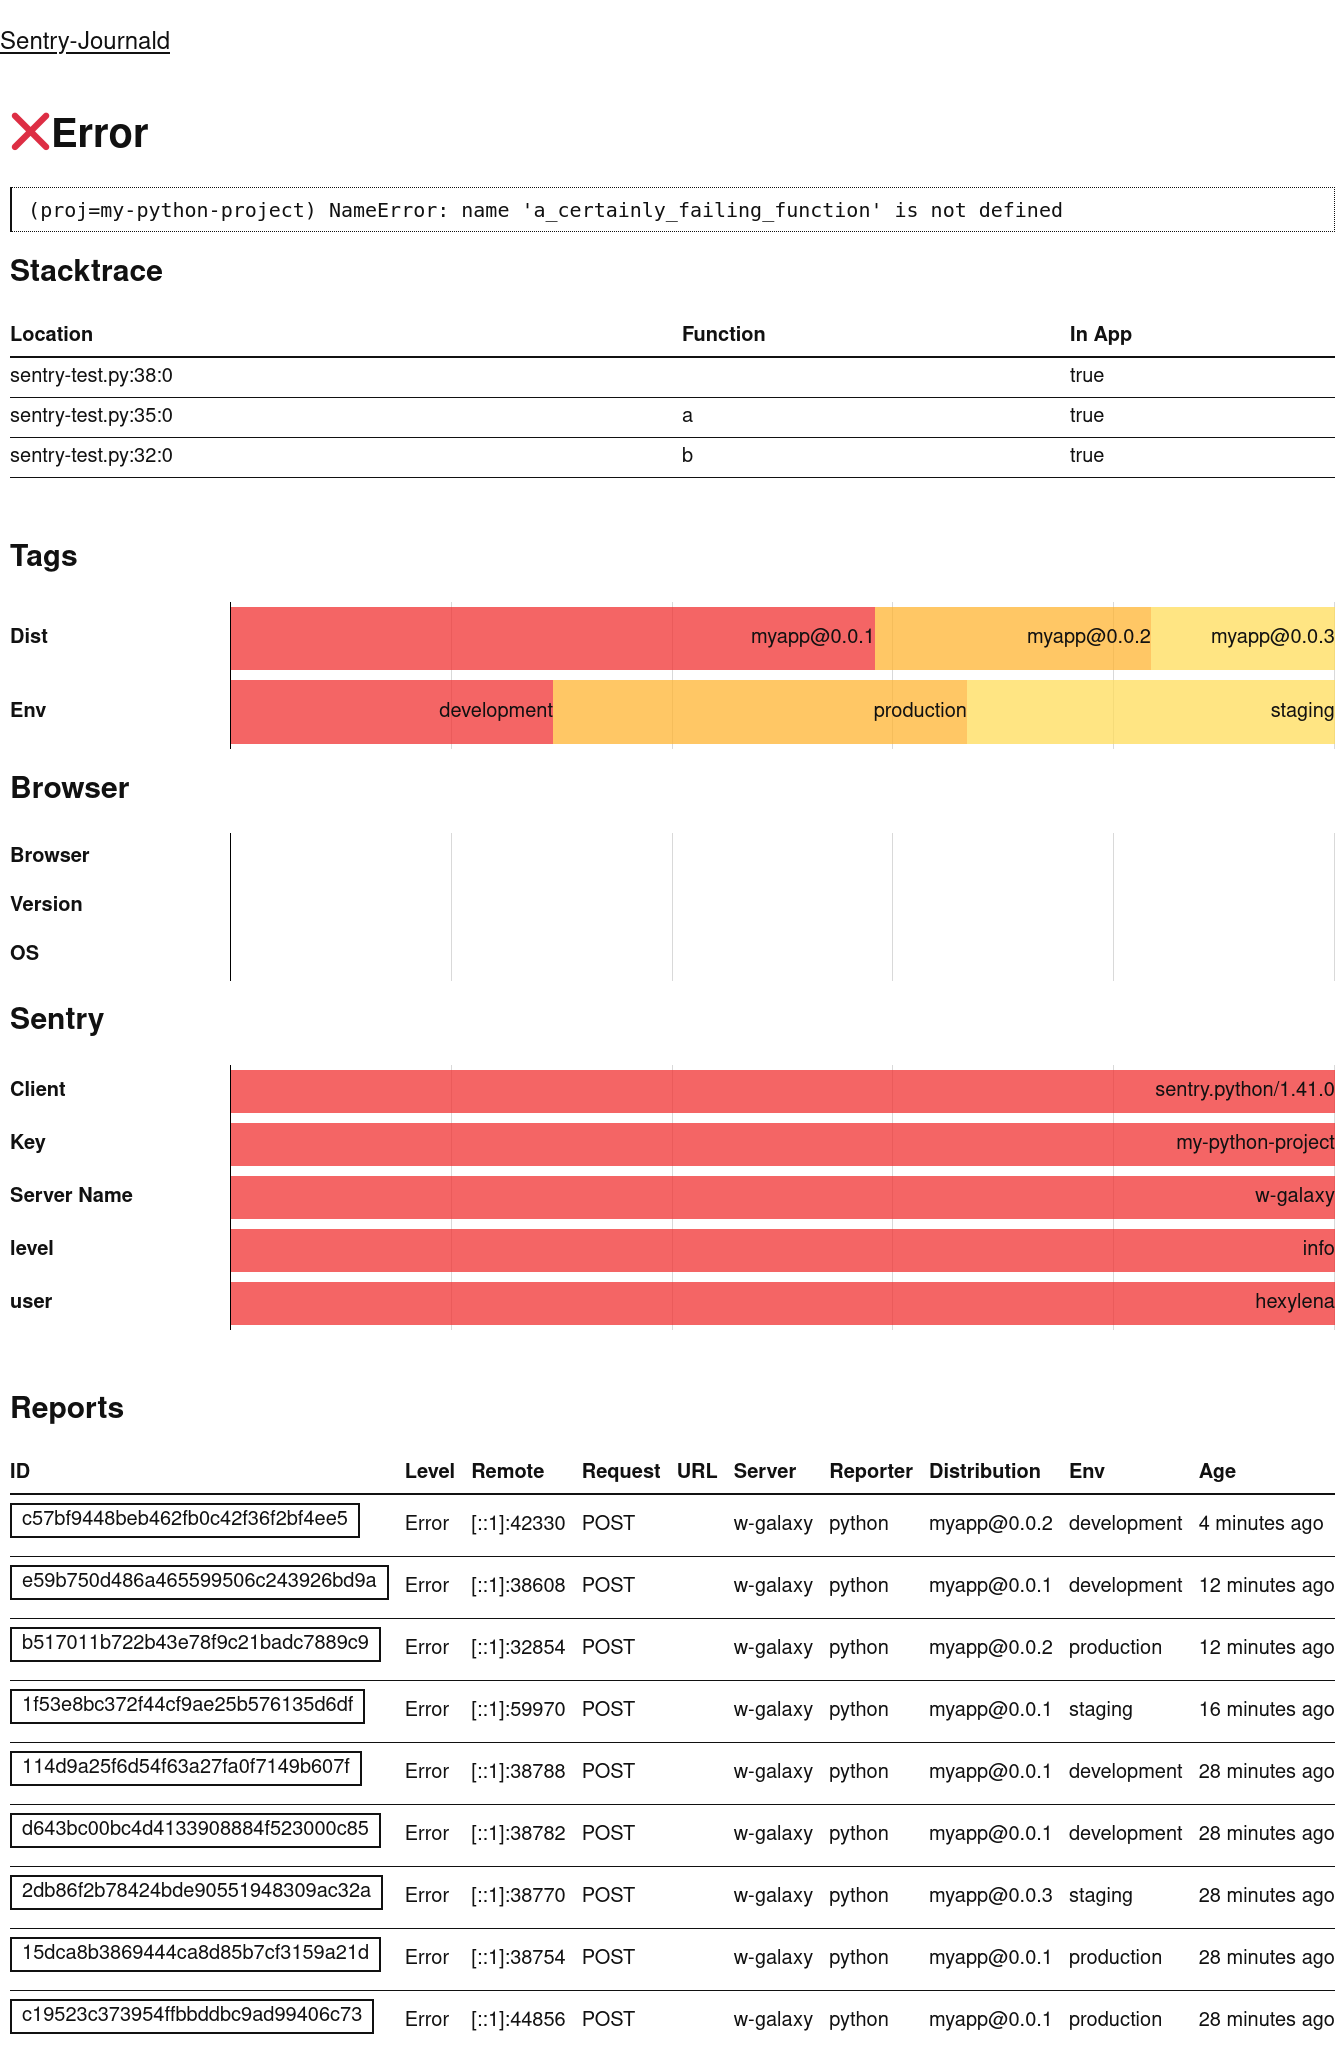 Sentry-Journald
❌Error
(proj=my-python-project) NameError: name 'a_certainly_failing_function' is not defined
Stacktrace
Location Function In App
sentry-test.py:38:0 true
sentry-test.py:35:0 a true
sentry-test.py:32:0 b true
Tags
Dist myapp@0.0.1 myapp@0.0.2 myapp@0.0.3
Env development production staging
Browser
Browser
Version
OS
Sentry
Client sentry.python/1.41.0
Key my-python-project
Server Name w-galaxy
level info
user hexylena
Reports
ID Level Remote Request URL Server Reporter Distribution Env Age
c57bf9448beb462fb0c42f36f2bf4ee5 Error [::1]:42330 POST w-galaxy python myapp@0.0.2 development 4 minutes ago
e59b750d486a465599506c243926bd9a Error [::1]:38608 POST w-galaxy python myapp@0.0.1 development 12 minutes ago
b517011b722b43e78f9c21badc7889c9 Error [::1]:32854 POST w-galaxy python myapp@0.0.2 production 12 minutes ago
1f53e8bc372f44cf9ae25b576135d6df Error [::1]:59970 POST w-galaxy python myapp@0.0.1 staging 16 minutes ago
114d9a25f6d54f63a27fa0f7149b607f Error [::1]:38788 POST w-galaxy python myapp@0.0.1 development 28 minutes ago
d643bc00bc4d4133908884f523000c85 Error [::1]:38782 POST w-galaxy python myapp@0.0.1 development 28 minutes ago
2db86f2b78424bde90551948309ac32a Error [::1]:38770 POST w-galaxy python myapp@0.0.3 staging 28 minutes ago
15dca8b3869444ca8d85b7cf3159a21d Error [::1]:38754 POST w-galaxy python myapp@0.0.1 production 28 minutes ago
c19523c373954ffbbddbc9ad99406c73 Error [::1]:44856 POST w-galaxy python myapp@0.0.1 production 28 minutes ago